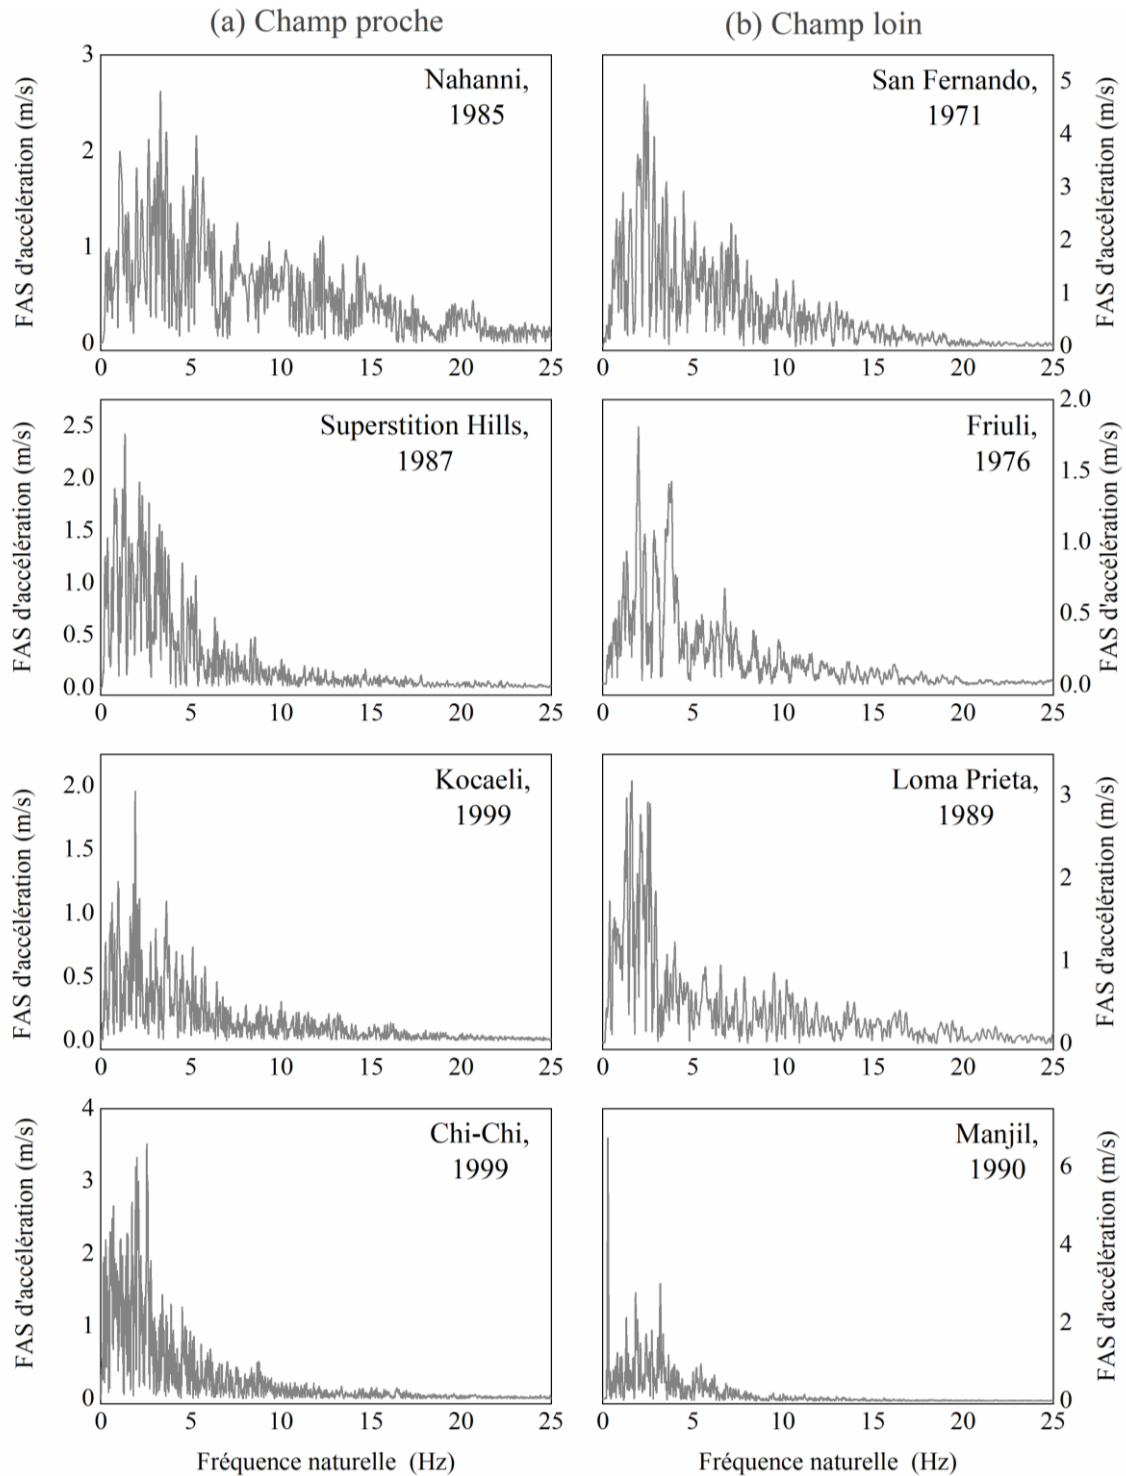 (a) Champ proche
(b) Champ loin
FAS d'accélération (m/s)
3
2
1
0
Nahanni,
1985
0 5 10 15 20 25
San Fernando,
1971
5
4
3
2
1
0
FAS d'accélération (m/s)
0 5 10 15 20 25
FAS d'accélération (m/s)
2.5
2.0
1.5
1.0
0.5
0.0
Superstition Hills,
1987
0 5 10 15 20 25
Friuli,
1976
2.0
1.5
1.0
0.5
0.0
FAS d'accélération (m/s)
0 5 10 15 20 25
FAS d'accélération (m/s)
2.0
1.5
1.0
0.5
0.0
Kocaeli,
1999
0 5 10 15 20 25
Loma Prieta,
1989
3
2
1
0
FAS d'accélération (m/s)
0 5 10 15 20 25
FAS d'accélération (m/s)
4
3
2
1
0
Chi-Chi,
1999
0 5 10 15 20 25
Fréquence naturelle (Hz)
Manjil,
1990
6
4
2
0
FAS d'accélération (m/s)
0 5 10 15 20 25
Fréquence naturelle (Hz)